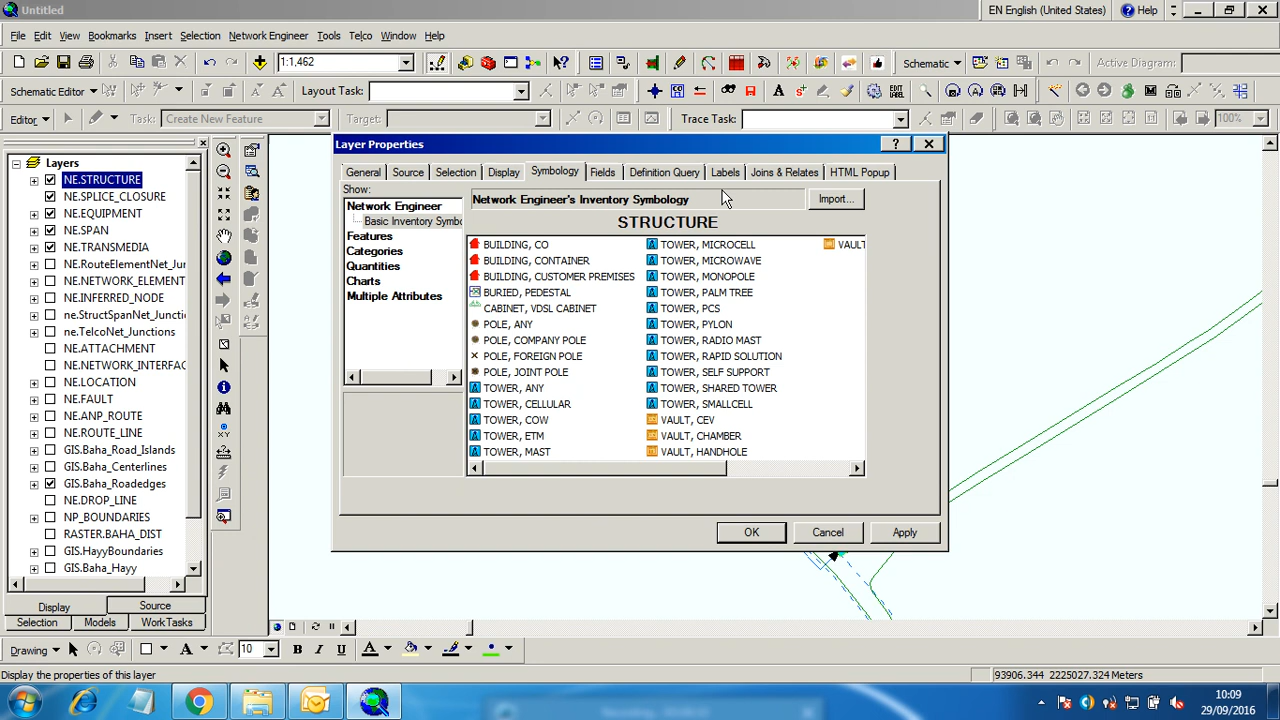 Untitled
EN English (United States)
Help
File Edit View Bookmarks Insert Selection Network Engineer Tools Telco Window Help
1:1,462
Schematic
Active Diagram:
Schematic Editor
Layout Task:
EDIT LABEL
Editor
Task: Create New Feature
Target:
Trace Task:
100%
Layers
NE.STRUCTURE
NE.SPLICE_CLOSURE
NE.EQUIPMENT
NE.SPAN
NE.TRANSMEDIA
NE.RouteElementNet_Jun
NE.NETWORK_ELEMENT
NE.INFERRED_NODE
ne.StructSpanNet_Juncti
ne.TelcoNet_Junctions
NE.ATTACHMENT
NE.NETWORK_INTERFAC
NE.LOCATION
NE.FAULT
NE.ANP_ROUTE
NE.ROUTE_LINE
GIS.Baha_Road_Islands
GIS.Baha_Centerlines
GIS.Baha_Roadedges
NE.DROP_LINE
NP_BOUNDARIES
RASTER.BAHA_DIST
GIS.HayyBoundaries
GIS.Baha_Hayy
Display Source
Selection Models WorkTasks
Layer Properties
General Source Selection Display Symbology Fields Definition Query Labels Joins & Relates HTML Popup
Show:
Network Engineer
Basic Inventory Symbo
Features
Categories
Quantities
Charts
Multiple Attributes
Network Engineer's Inventory Symbology
Import...
STRUCTURE
BUILDING, CO
BUILDING, CONTAINER
BUILDING, CUSTOMER PREMISES
BURIED, PEDESTAL
CABINET, VDSL CABINET
POLE, ANY
POLE, COMPANY POLE
POLE, FOREIGN POLE
POLE, JOINT POLE
TOWER, ANY
TOWER, CELLULAR
TOWER, COW
TOWER, ETM
TOWER, MAST
TOWER, MICROCELL
TOWER, MICROWAVE
TOWER, MONOPOLE
TOWER, PALM TREE
TOWER, PCS
TOWER, PYLON
TOWER, RADIO MAST
TOWER, RAPID SOLUTION
TOWER, SELF SUPPORT
TOWER, SHARED TOWER
TOWER, SMALLCELL
VAULT, CEV
VAULT, CHAMBER
VAULT, HANDHOLE
VAULT
OK Cancel Apply
Drawing
A
10
B I U A
Display the properties of this layer
93906.344 2225027.324 Meters
10:09
29/09/2016